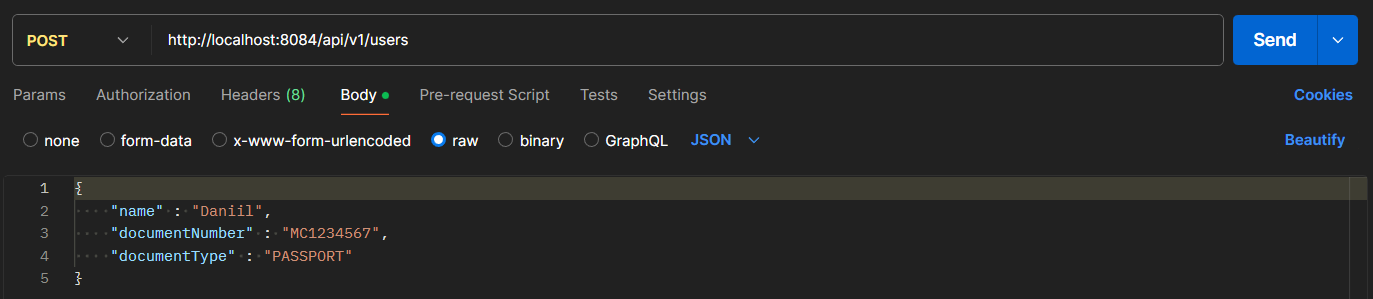 POST http://localhost:8084/api/v1/users Send
Params Authorization Headers (8) Body Pre-request Script Tests Settings Cookies
none form-data x-www-form-urlencoded raw binary GraphQL JSON Beautify
1 {
2 "name" : "Daniil",
3 "documentNumber" : "MC1234567",
4 "documentType" : "PASSPORT"
5 }